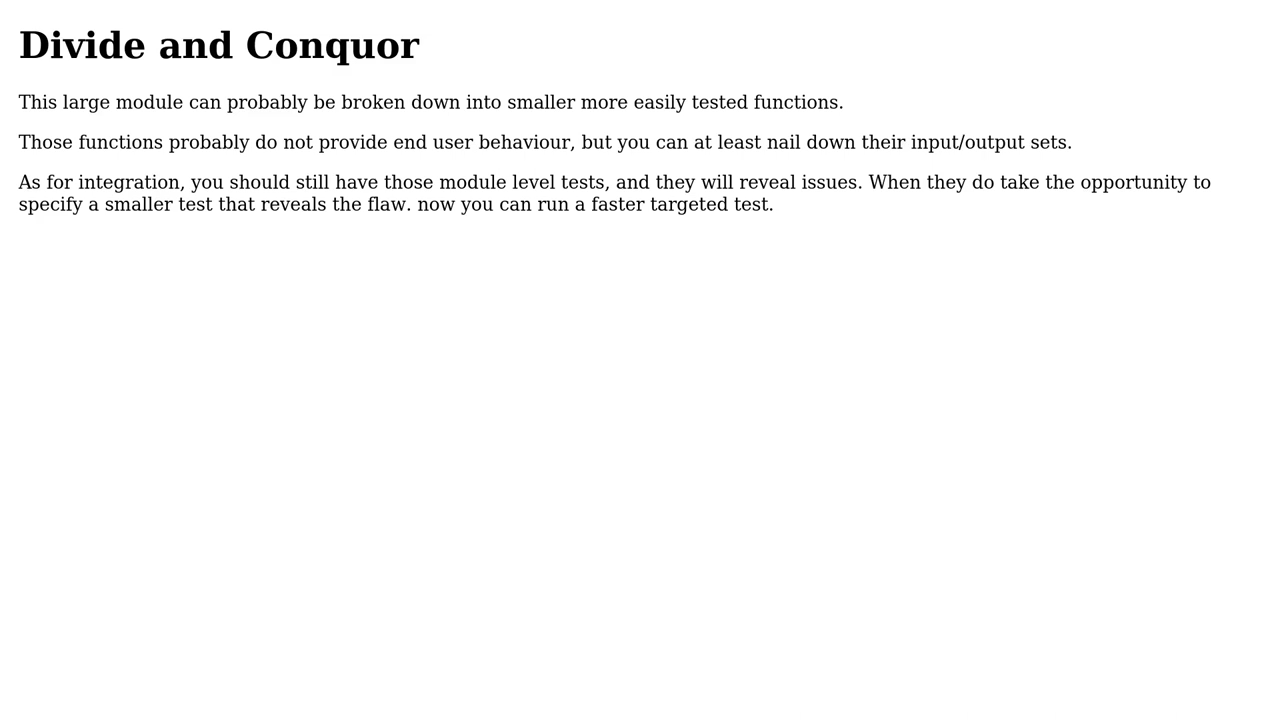 Divide and Conquor
This large module can probably be broken down into smaller more easily tested functions.
Those functions probably do not provide end user behaviour, but you can at least nail down their input/output sets.
As for integration, you should still have those module level tests, and they will reveal issues. When they do take the opportunity to
specify a smaller test that reveals the flaw. now you can run a faster targeted test.